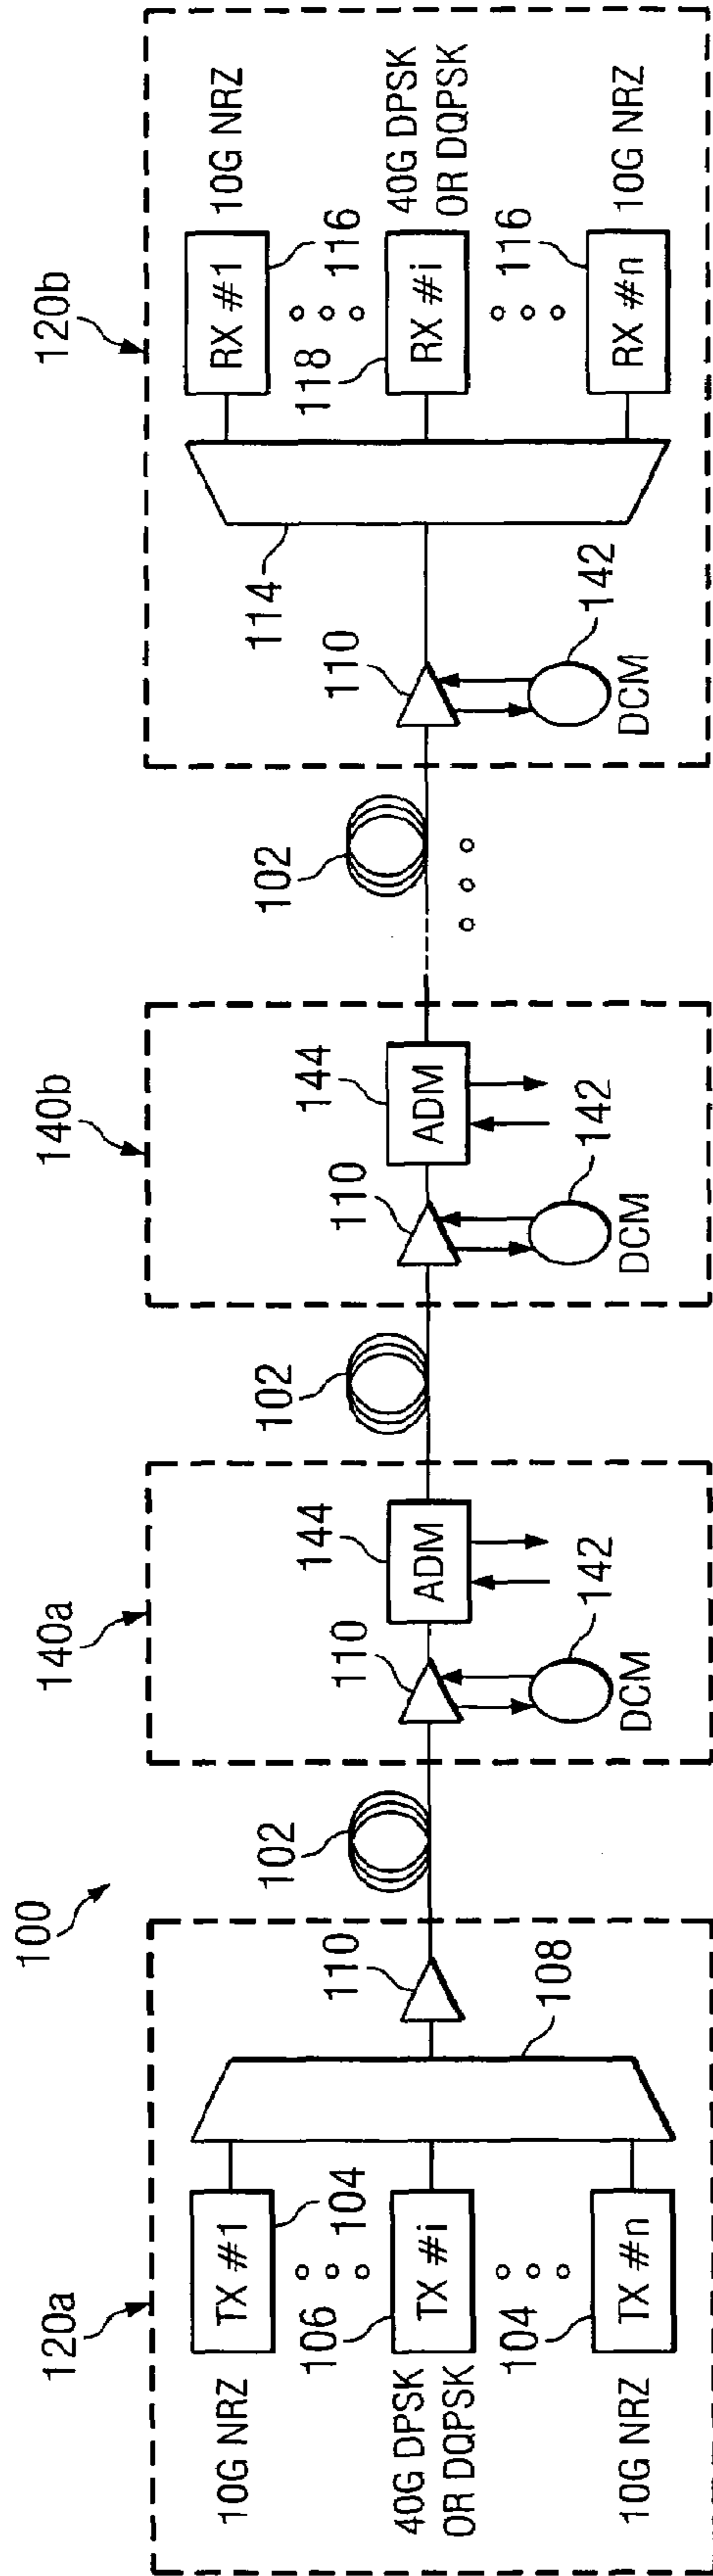 100
120a
10G NRZ
TX #1
104
106
40G DPSK
OR DQPSK
TX #i
104
10G NRZ
TX #n
108
110
102
140a
110
144
ADM
142
DCM
102
140b
110
144
ADM
142
DCM
102
120b
110
142
DCM
114
RX #1
10G NRZ
116
118
RX #i
40G DPSK
OR DQPSK
116
RX #n
10G NRZ